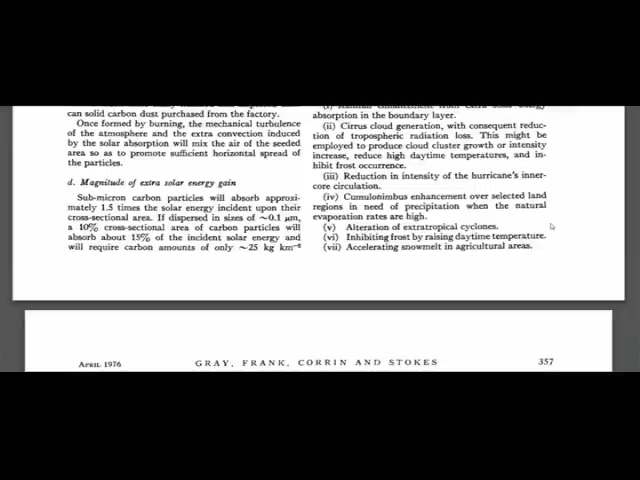 can solid carbon dust purchased from the factory.
Once formed by burning, the mechanical turbulence
of the atmosphere and the extra convection induced
by the solar absorption will mix the air of the seeded
area so as to promote sufficient horizontal spread of
the particles.
d. Magnitude of extra solar energy gain
Sub-micron carbon particles will absorb approxi-
mately 1.5 times the solar energy incident upon their
cross-sectional area. If dispersed in sizes of ~0.1 μm,
a 10% cross-sectional area of carbon particles will
absorb about 15% of the incident solar energy and
will require carbon amounts of only ~25 kg km⁻²
absorption in the boundary layer.
(ii) Cirrus cloud generation, with consequent reduc-
tion of tropospheric radiation loss. This might be
employed to produce cloud cluster growth or intensity
increase, reduce high daytime temperatures, and in-
hibit frost occurrence.
(iii) Reduction in intensity of the hurricane's inner-
core circulation.
(iv) Cumulonimbus enhancement over selected land
regions in need of precipitation when the natural
evaporation rates are high.
(v) Alteration of extratropical cyclones.
(vi) Inhibiting frost by raising daytime temperature.
(vii) Accelerating snowmelt in agricultural areas.
APRIL 1976
GRAY, FRANK, CORRIN AND STOKES
357